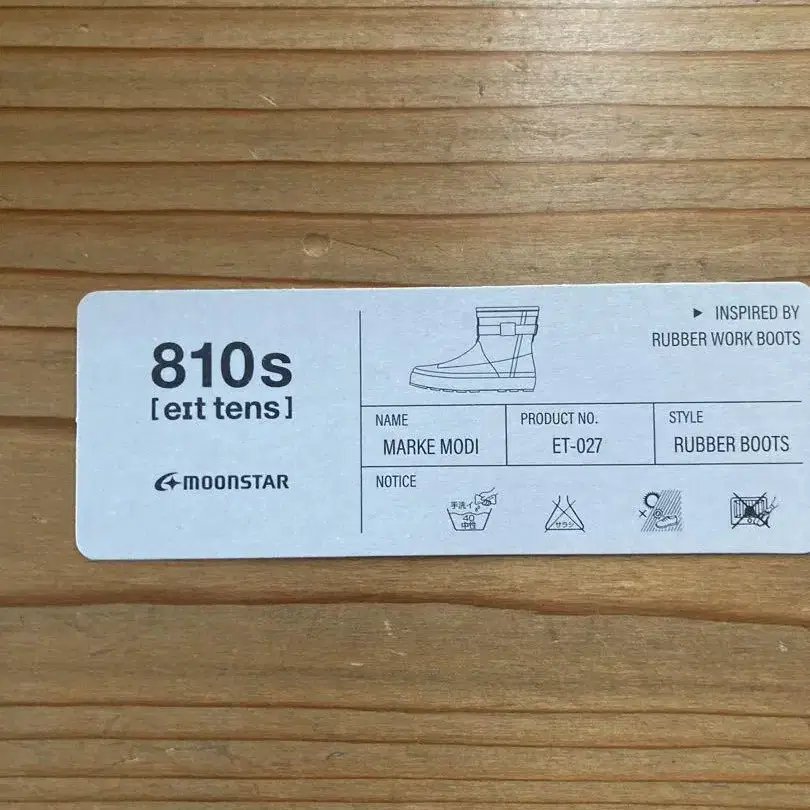 810s
[eɪt tens]
MOONSTAR
▶ INSPIRED BY
RUBBER WORK BOOTS
NAME
MARKE MODI
PRODUCT NO.
ET-027
STYLE
RUBBER BOOTS
NOTICE
手洗イ
40
中性
サラシ